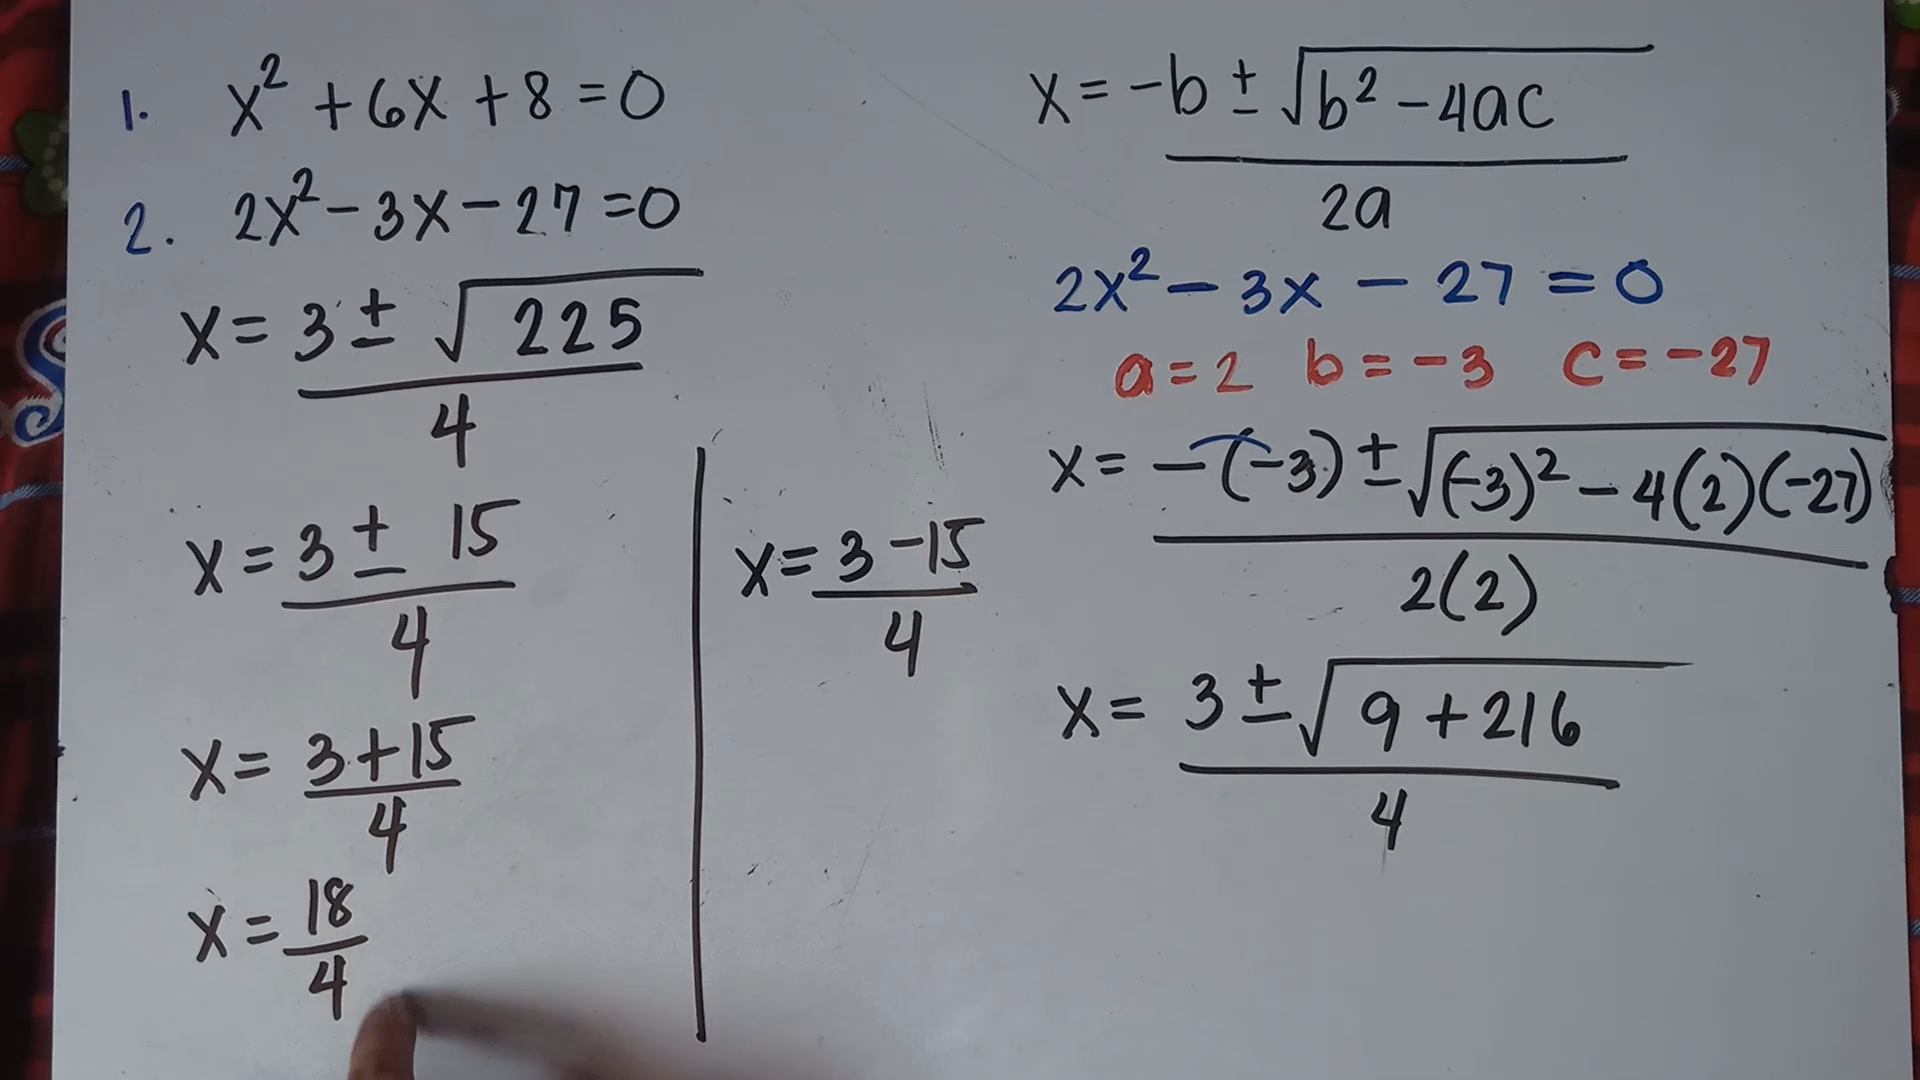 1. x² + 6x + 8 = 0
2. 2x² - 3x - 27 = 0
x = 3 ± √225
4
x = 3 ± 15
4
x = 3 + 15
4
x = 18
4
x = 3 - 15
4
x = -b ± √b² - 4ac
2a
2x² - 3x - 27 = 0
a = 2 b = -3 c = -27
x = -(-3) ± √(-3)² - 4(2)(-27)
2(2)
x = 3 ± √9 + 216
4